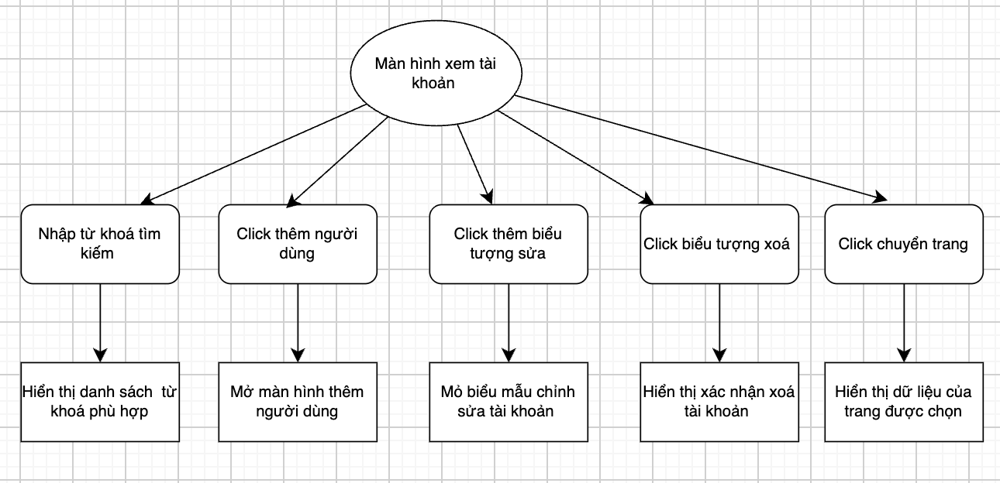 Màn hình xem tài
khoản
Nhập từ khoá tìm
kiếm
Click thêm người
dùng
Click thêm biểu
tượng sửa
Click biểu tượng xoá
Click chuyển trang
Hiển thị danh sách  từ
khoá phù hợp
Mở màn hình thêm
người dùng
Mỏ biểu mẫu chỉnh
sửa tài khoản
Hiển thị xác nhận xoá
tài khoản
Hiển thị dữ liệu của
trang được chọn